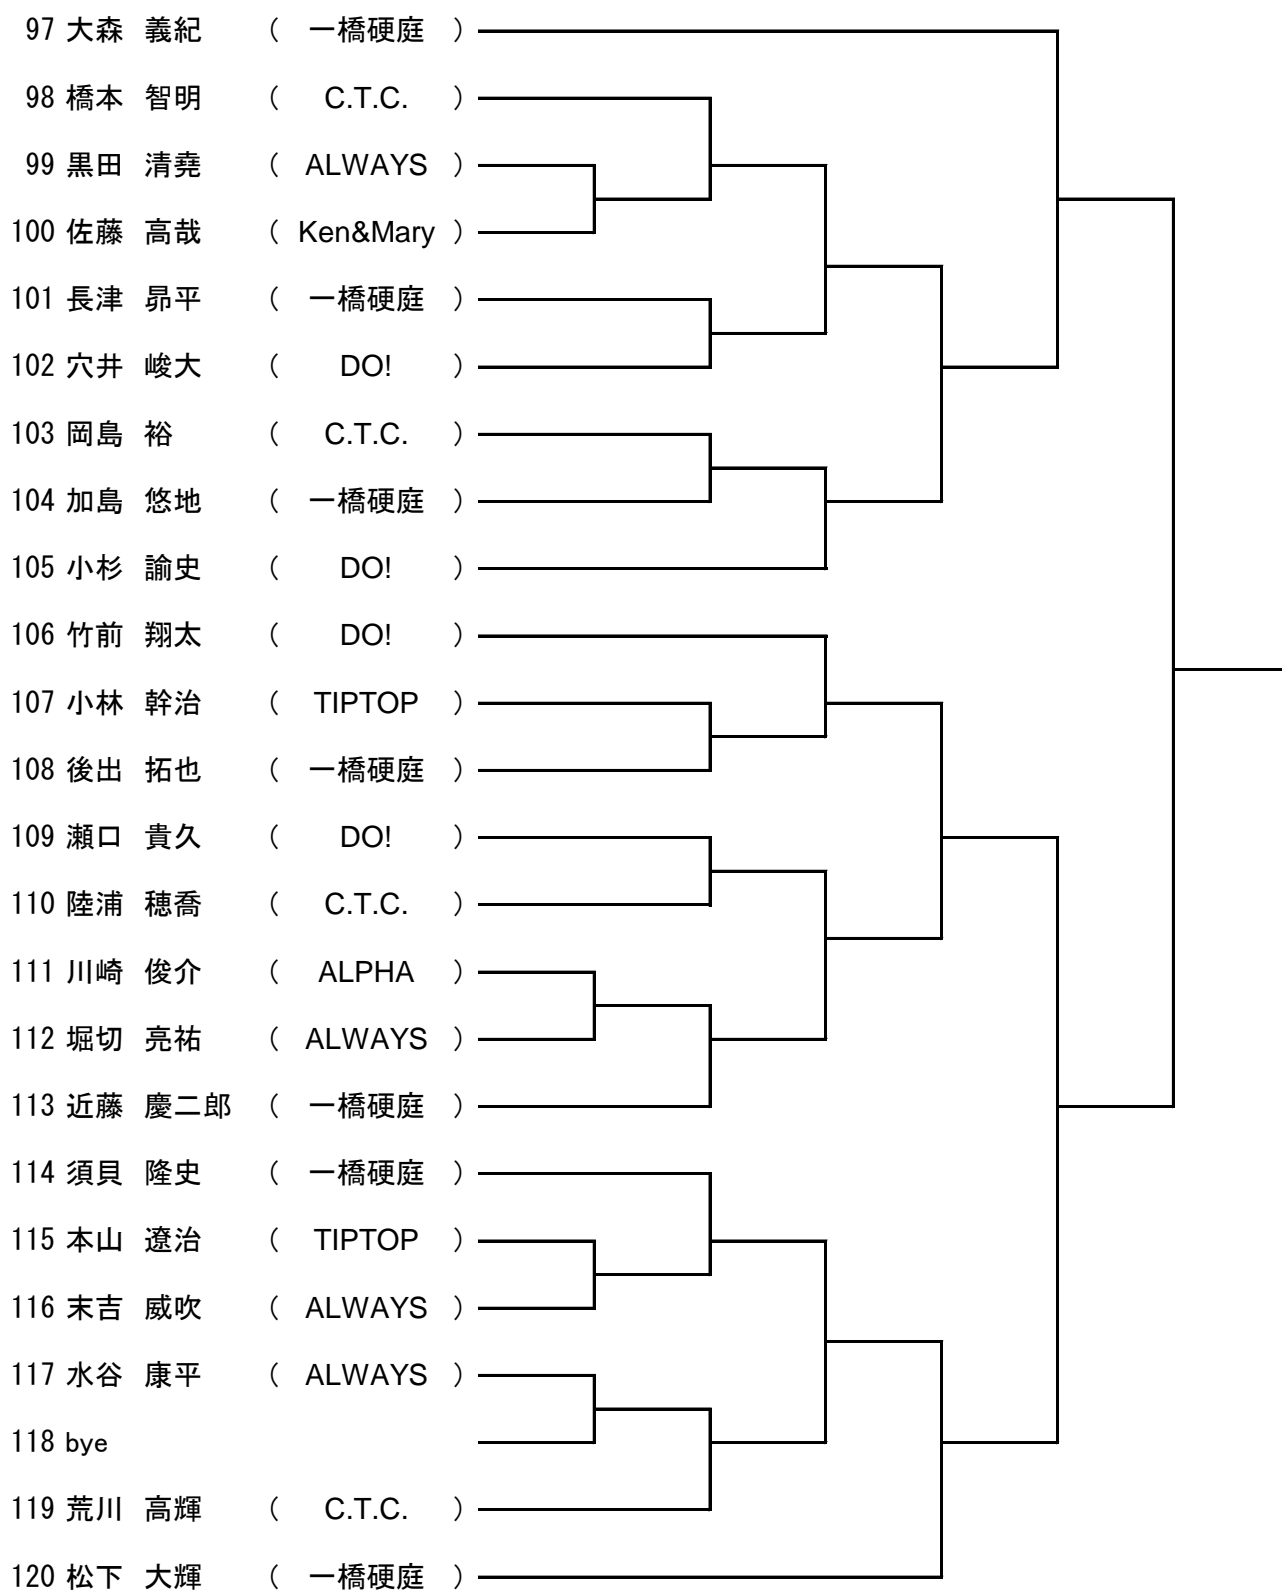 97 大森 義紀 ( 一橋硬庭 )
98 橋本 智明 ( C.T.C. )
99 黒田 清堯 ( ALWAYS )
100 佐藤 高哉 ( Ken&Mary )
101 長津 昴平 ( 一橋硬庭 )
102 穴井 峻大 ( DO! )
103 岡島 裕 ( C.T.C. )
104 加島 悠地 ( 一橋硬庭 )
105 小杉 諭史 ( DO! )
106 竹前 翔太 ( DO! )
107 小林 幹治 ( TIPTOP )
108 後出 拓也 ( 一橋硬庭 )
109 瀬口 貴久 ( DO! )
110 陸浦 穂喬 ( C.T.C. )
111 川崎 俊介 ( ALPHA )
112 堀切 亮祐 ( ALWAYS )
113 近藤 慶二郎 ( 一橋硬庭 )
114 須貝 隆史 ( 一橋硬庭 )
115 本山 遼治 ( TIPTOP )
116 末吉 威吹 ( ALWAYS )
117 水谷 康平 ( ALWAYS )
118 bye
119 荒川 高輝 ( C.T.C. )
120 松下 大輝 ( 一橋硬庭 )